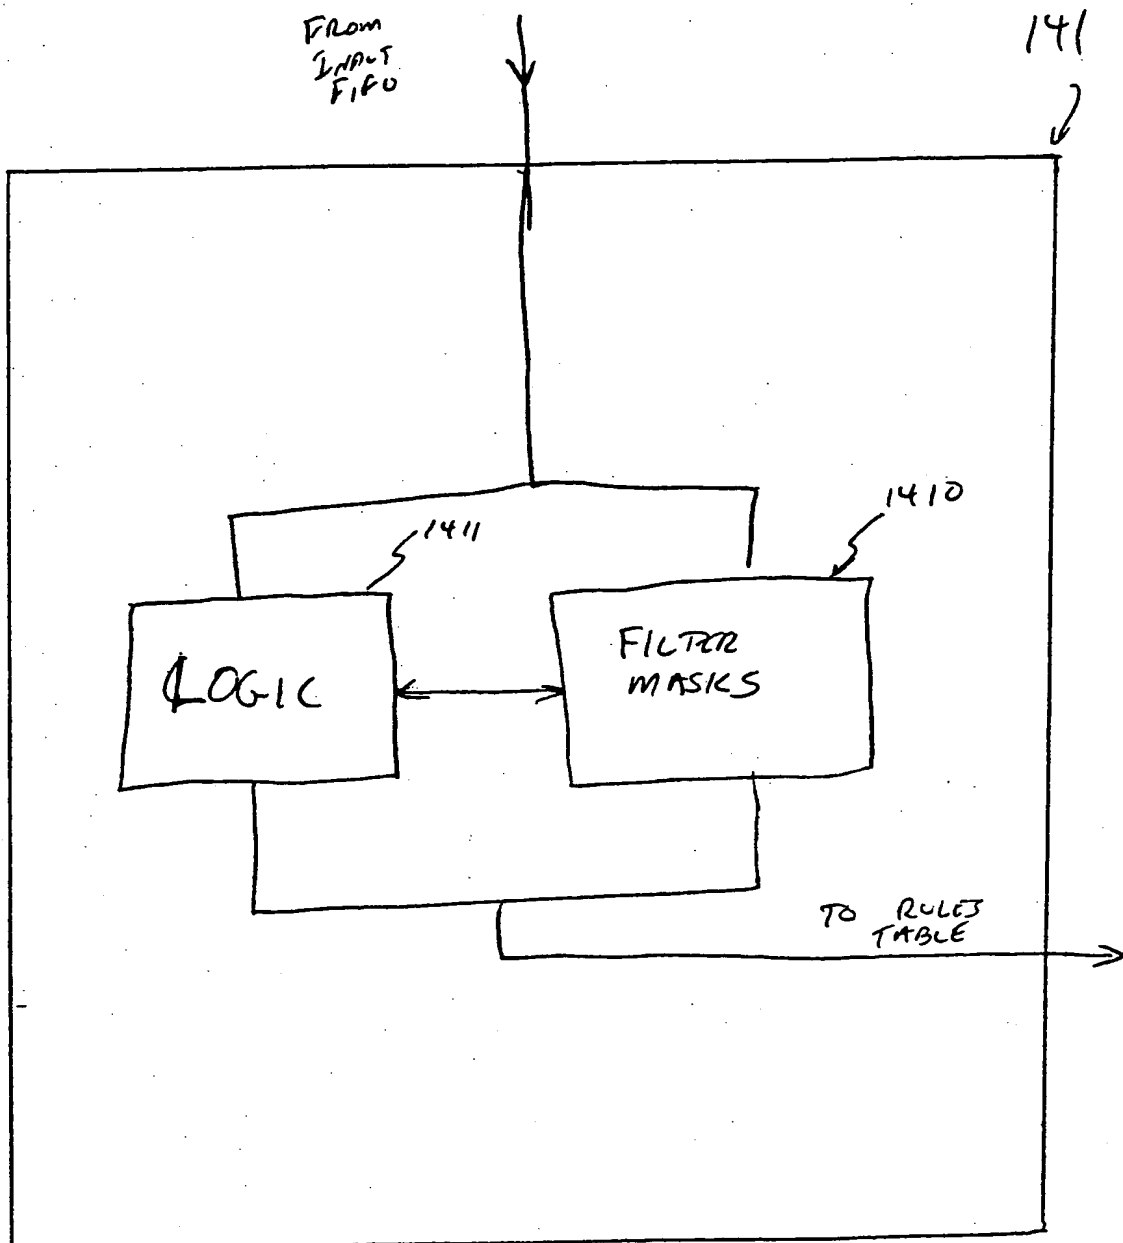 FROM
INPUT
FIFO
141
1411
1410
LOGIC
FILTER
MASKS
TO RULES
TABLE